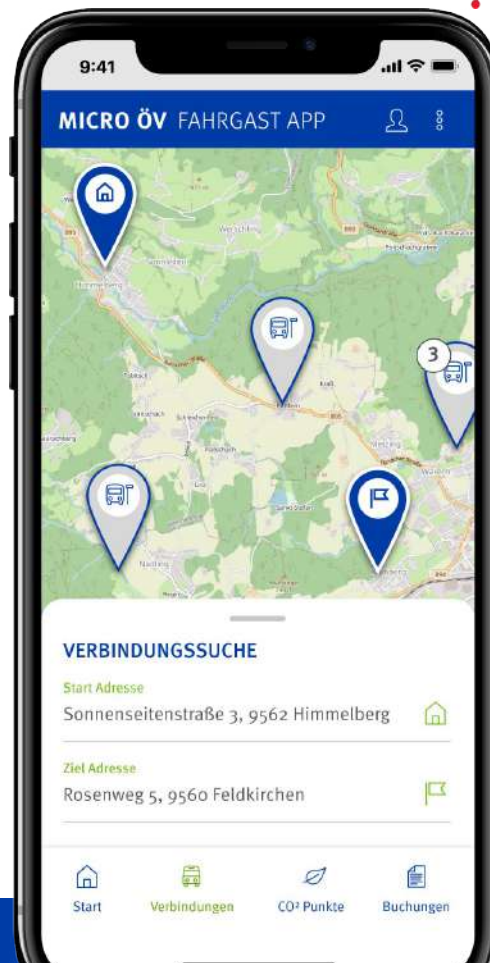 9:41
MICRO ÖV FAHRGAST APP
Himmelberg
3
VERBINDUNGSSUCHE
Start Adresse
Sonnenseitenstraße 3, 9562 Himmelberg
Ziel Adresse
Rosenweg 5, 9560 Feldkirchen
Start
Verbindungen
CO² Punkte
Buchungen